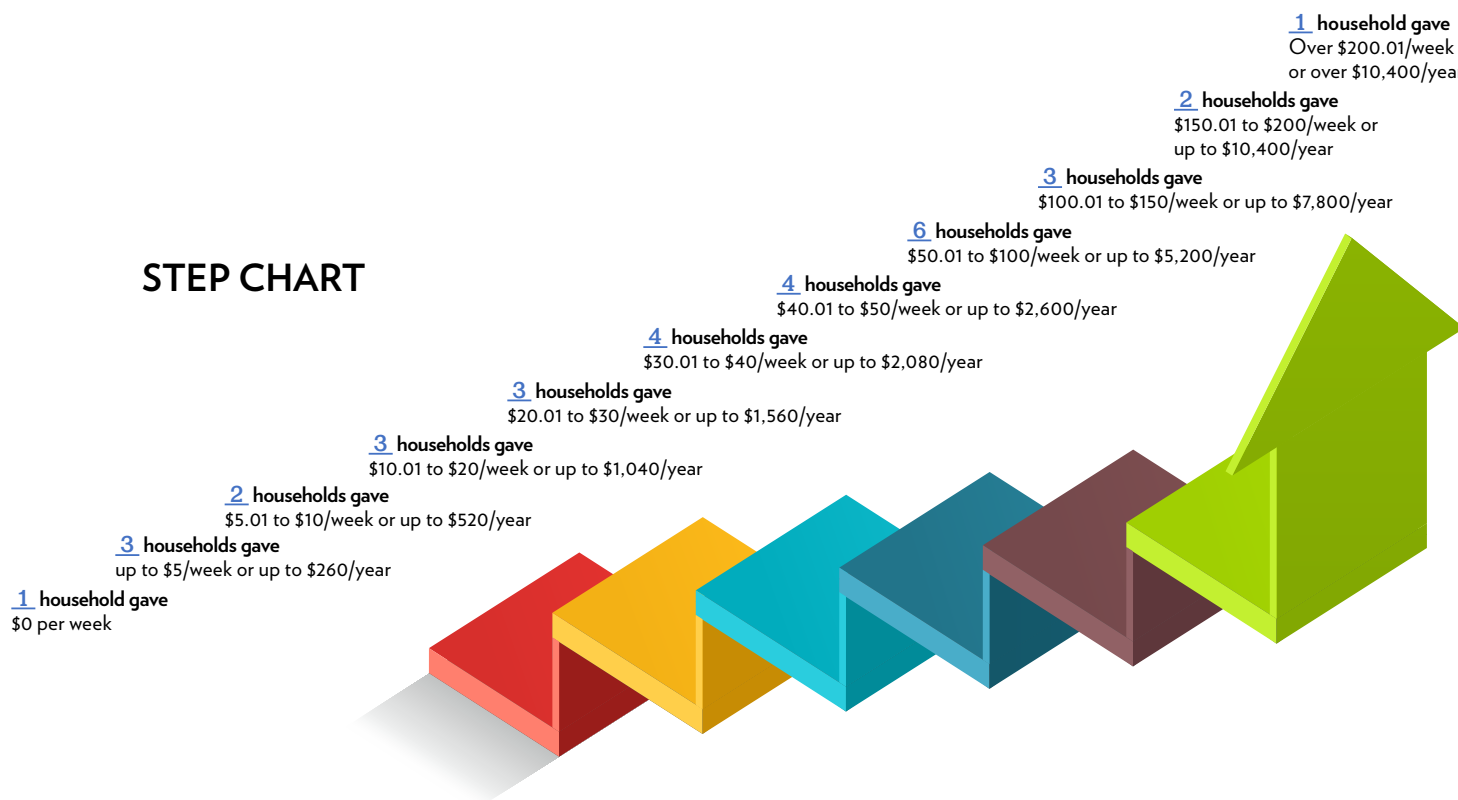 1 household gave
Over $200.01/week
or over $10,400/year
2 households gave
$150.01 to $200/week or
up to $10,400/year
3 households gave
$100.01 to $150/week or up to $7,800/year
6 households gave
$50.01 to $100/week or up to $5,200/year
STEP CHART
4 households gave
$40.01 to $50/week or up to $2,600/year
4 households gave
$30.01 to $40/week or up to $2,080/year
3 households gave
$20.01 to $30/week or up to $1,560/year
3 households gave
$10.01 to $20/week or up to $1,040/year
2 households gave
$5.01 to $10/week or up to $520/year
3 households gave
up to $5/week or up to $260/year
1 household gave
$0 per week